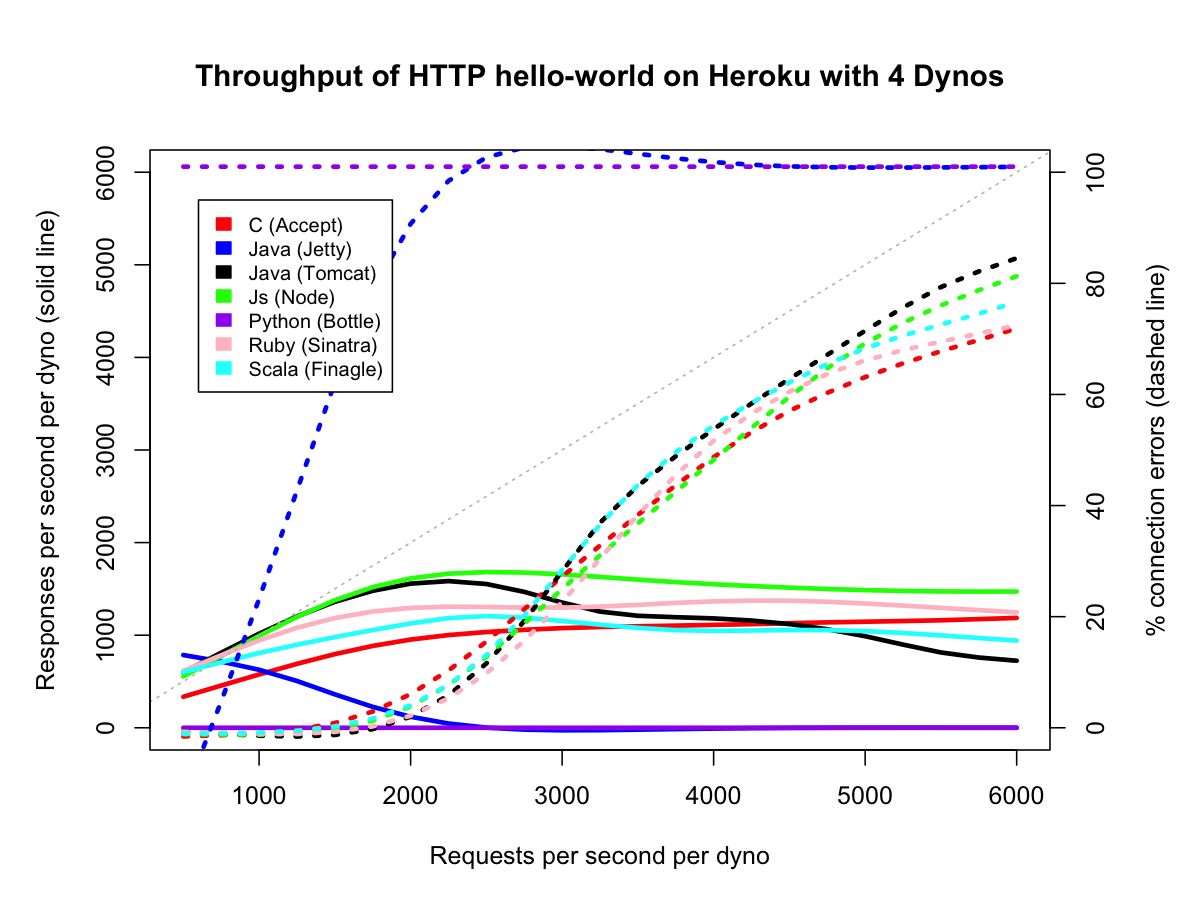 Throughput of HTTP hello-world on Heroku with 4 Dynos
Responses per second per dyno (solid line)
6000
5000
4000
3000
2000
1000
0
C (Accept)
Java (Jetty)
Java (Tomcat)
Js (Node)
Python (Bottle)
Ruby (Sinatra)
Scala (Finagle)
100
80
60
40
20
0
% connection errors (dashed line)
1000 2000 3000 4000 5000 6000
Requests per second per dyno